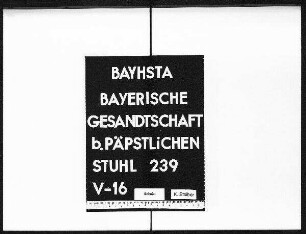 BAYHSTA
BAYERISCHE
GESANDTSCHAFT
b. PÄPSTLiCHEN
STUHL 239
V-16